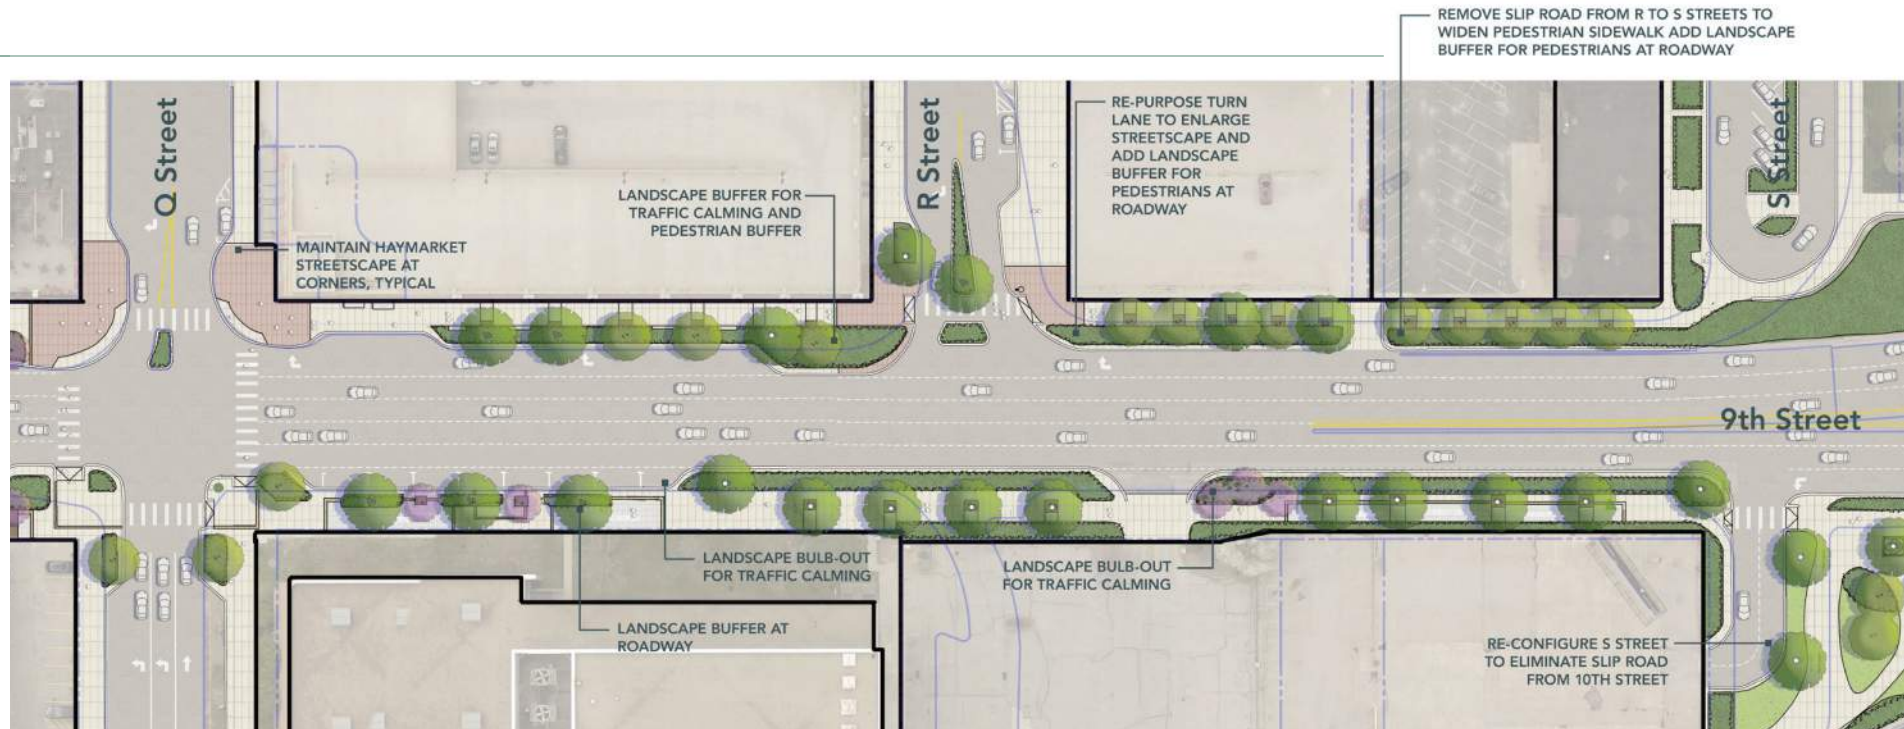 REMOVE SLIP ROAD FROM R TO S STREETS TO
WIDEN PEDESTRIAN SIDEWALK ADD LANDSCAPE
BUFFER FOR PEDESTRIANS AT ROADWAY
Q Street
R Street
S Street
RE-PURPOSE TURN
LANE TO ENLARGE
STREETSCAPE AND
ADD LANDSCAPE
BUFFER FOR
PEDESTRIANS AT
ROADWAY
LANDSCAPE BUFFER FOR
TRAFFIC CALMING AND
PEDESTRIAN BUFFER
MAINTAIN HAYMARKET
STREETSCAPE AT
CORNERS, TYPICAL
9th Street
LANDSCAPE BULB-OUT
FOR TRAFFIC CALMING
LANDSCAPE BULB-OUT
FOR TRAFFIC CALMING
LANDSCAPE BUFFER AT
ROADWAY
RE-CONFIGURE S STREET
TO ELIMINATE SLIP ROAD
FROM 10TH STREET